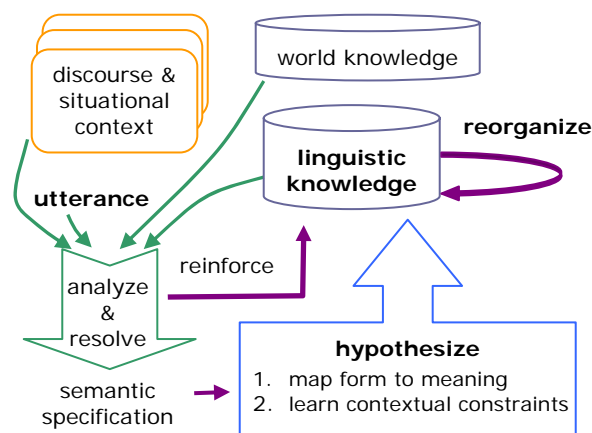 discourse &
situational
context
world knowledge
reorganize
linguistic
knowledge
utterance
analyze
&
resolve
reinforce
semantic
specification
hypothesize
1. map form to meaning
2. learn contextual constraints